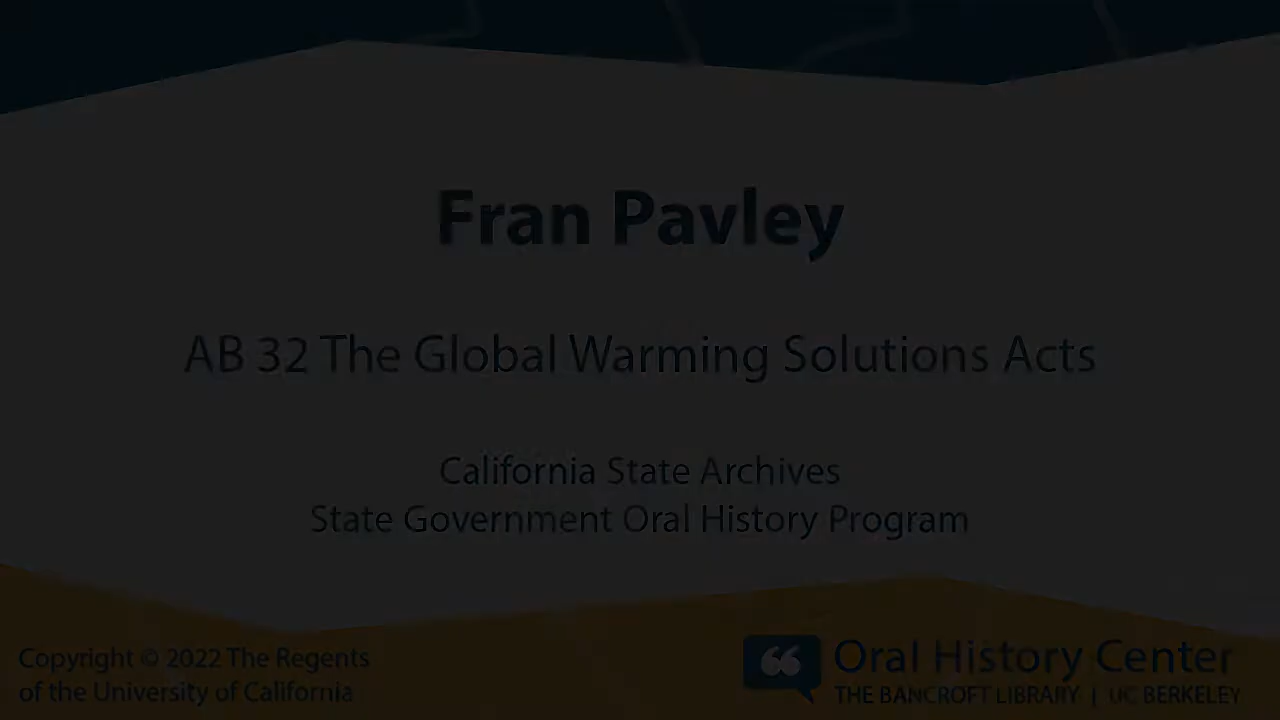 Fran Pavley
AB 32 The Global Warming Solutions Acts
California State Archives
State Government Oral History Program
Copyright © 2022 The Regents
of the University of California
Oral History Center
THE BANCROFT LIBRARY | UC BERKELEY